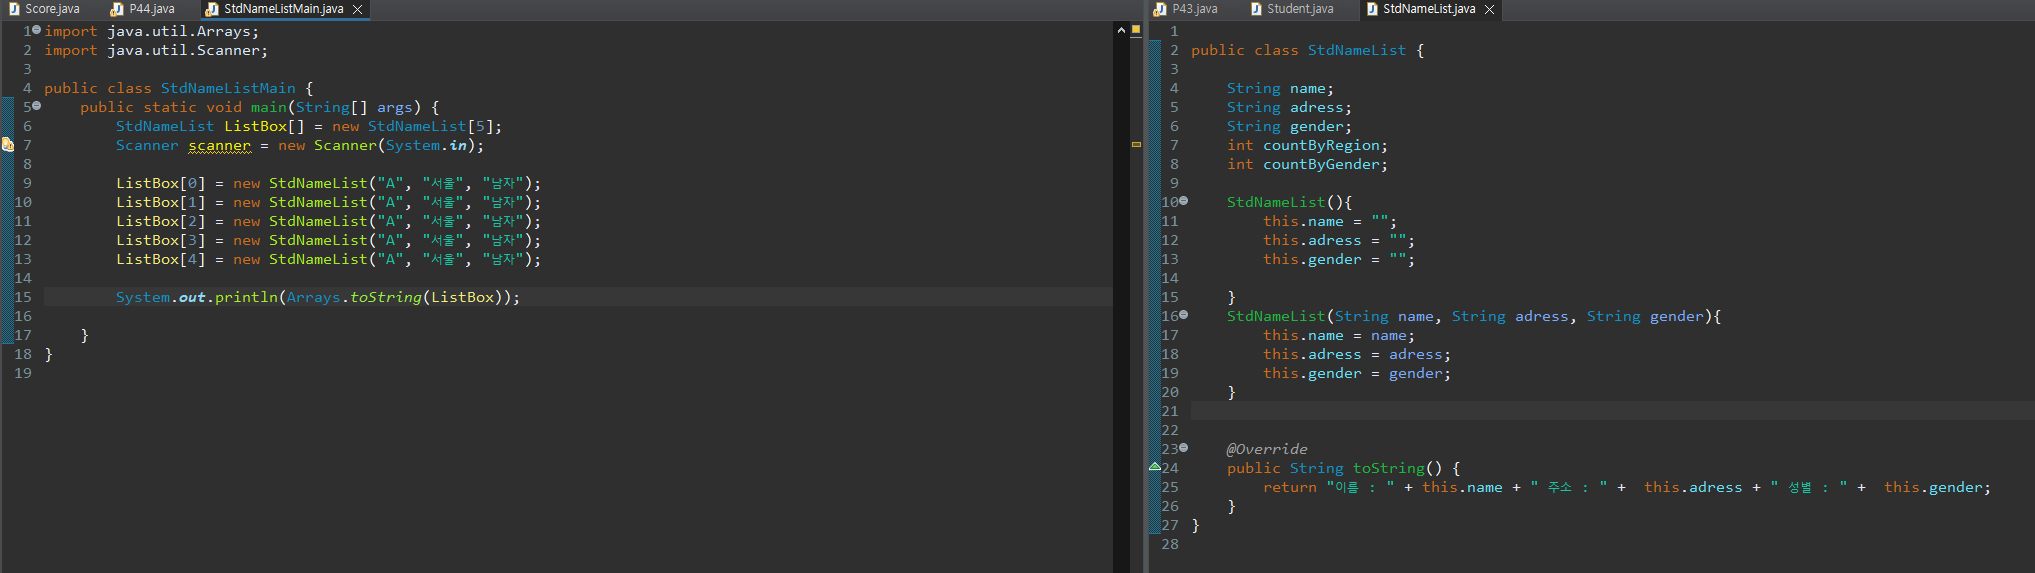 Score.java P44.java StdNameListMain.java
1 import java.util.Arrays;
2 import java.util.Scanner;
3
4 public class StdNameListMain {
5 public static void main(String[] args) {
6 StdNameList ListBox[] = new StdNameList[5];
7 Scanner scanner = new Scanner(System.in);
8
9 ListBox[0] = new StdNameList("A", "서울", "남자");
10 ListBox[1] = new StdNameList("A", "서울", "남자");
11 ListBox[2] = new StdNameList("A", "서울", "남자");
12 ListBox[3] = new StdNameList("A", "서울", "남자");
13 ListBox[4] = new StdNameList("A", "서울", "남자");
14
15 System.out.println(Arrays.toString(ListBox));
16
17 }
18 }
19
P43.java Student.java StdNameList.java
1
2 public class StdNameList {
3
4 String name;
5 String adress;
6 String gender;
7 int countByRegion;
8 int countByGender;
9
10 StdNameList(){
11 this.name = "";
12 this.adress = "";
13 this.gender = "";
14
15 }
16 StdNameList(String name, String adress, String gender){
17 this.name = name;
18 this.adress = adress;
19 this.gender = gender;
20 }
21
22
23 @Override
24 public String toString() {
25 return "이름 : " + this.name + " 주소 : " + this.adress + " 성별 : " + this.gender;
26 }
27 }
28